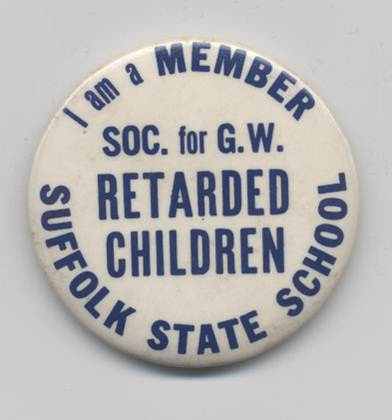 I am a MEMBER
SOC. for G.W.
RETARDED
CHILDREN
SUFFOLK STATE SCHOOL